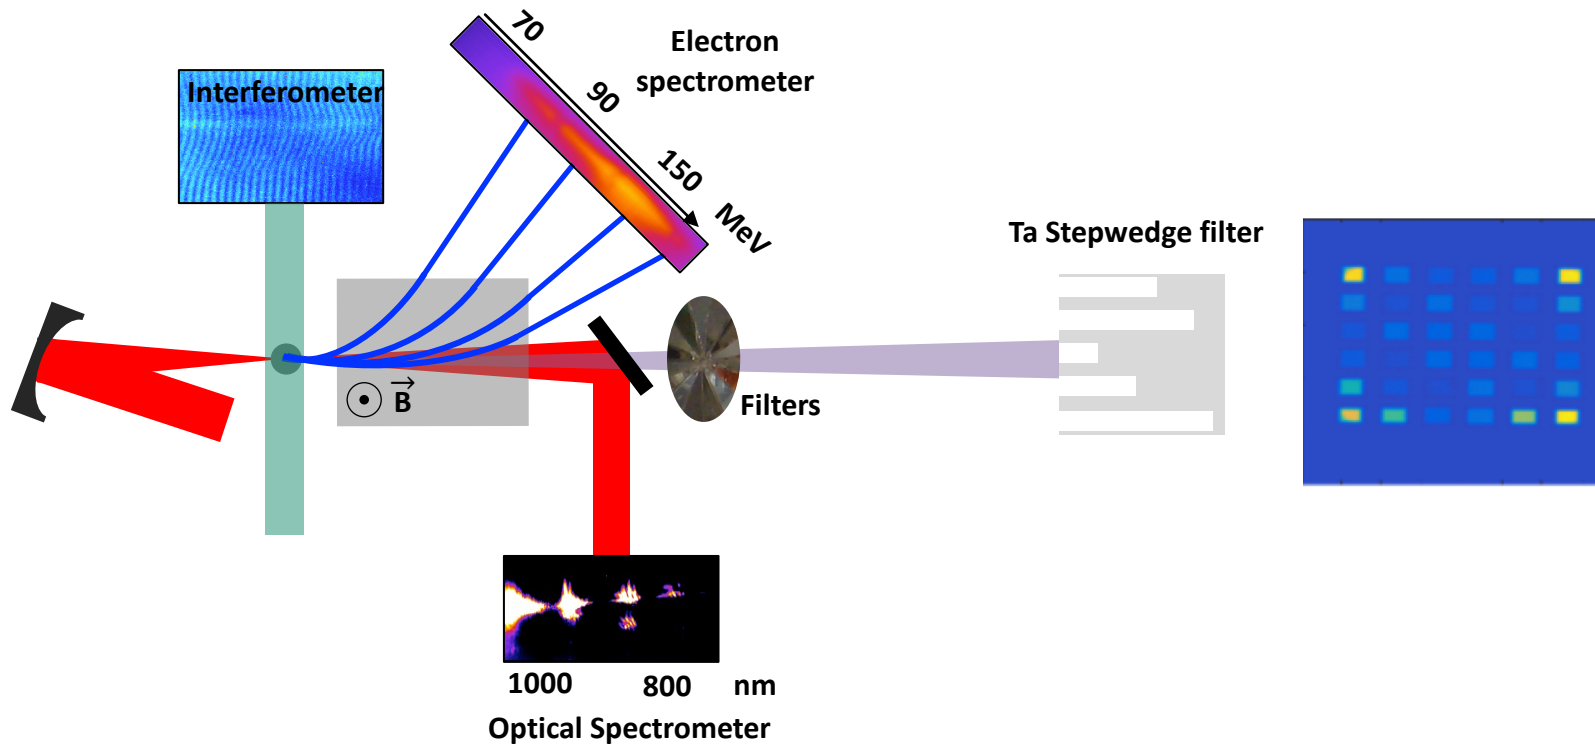 70
90
150
MeV
Electron
spectrometer
Interferometer
Ta Stepwedge filter
B
Filters
1000
800
nm
Optical Spectrometer